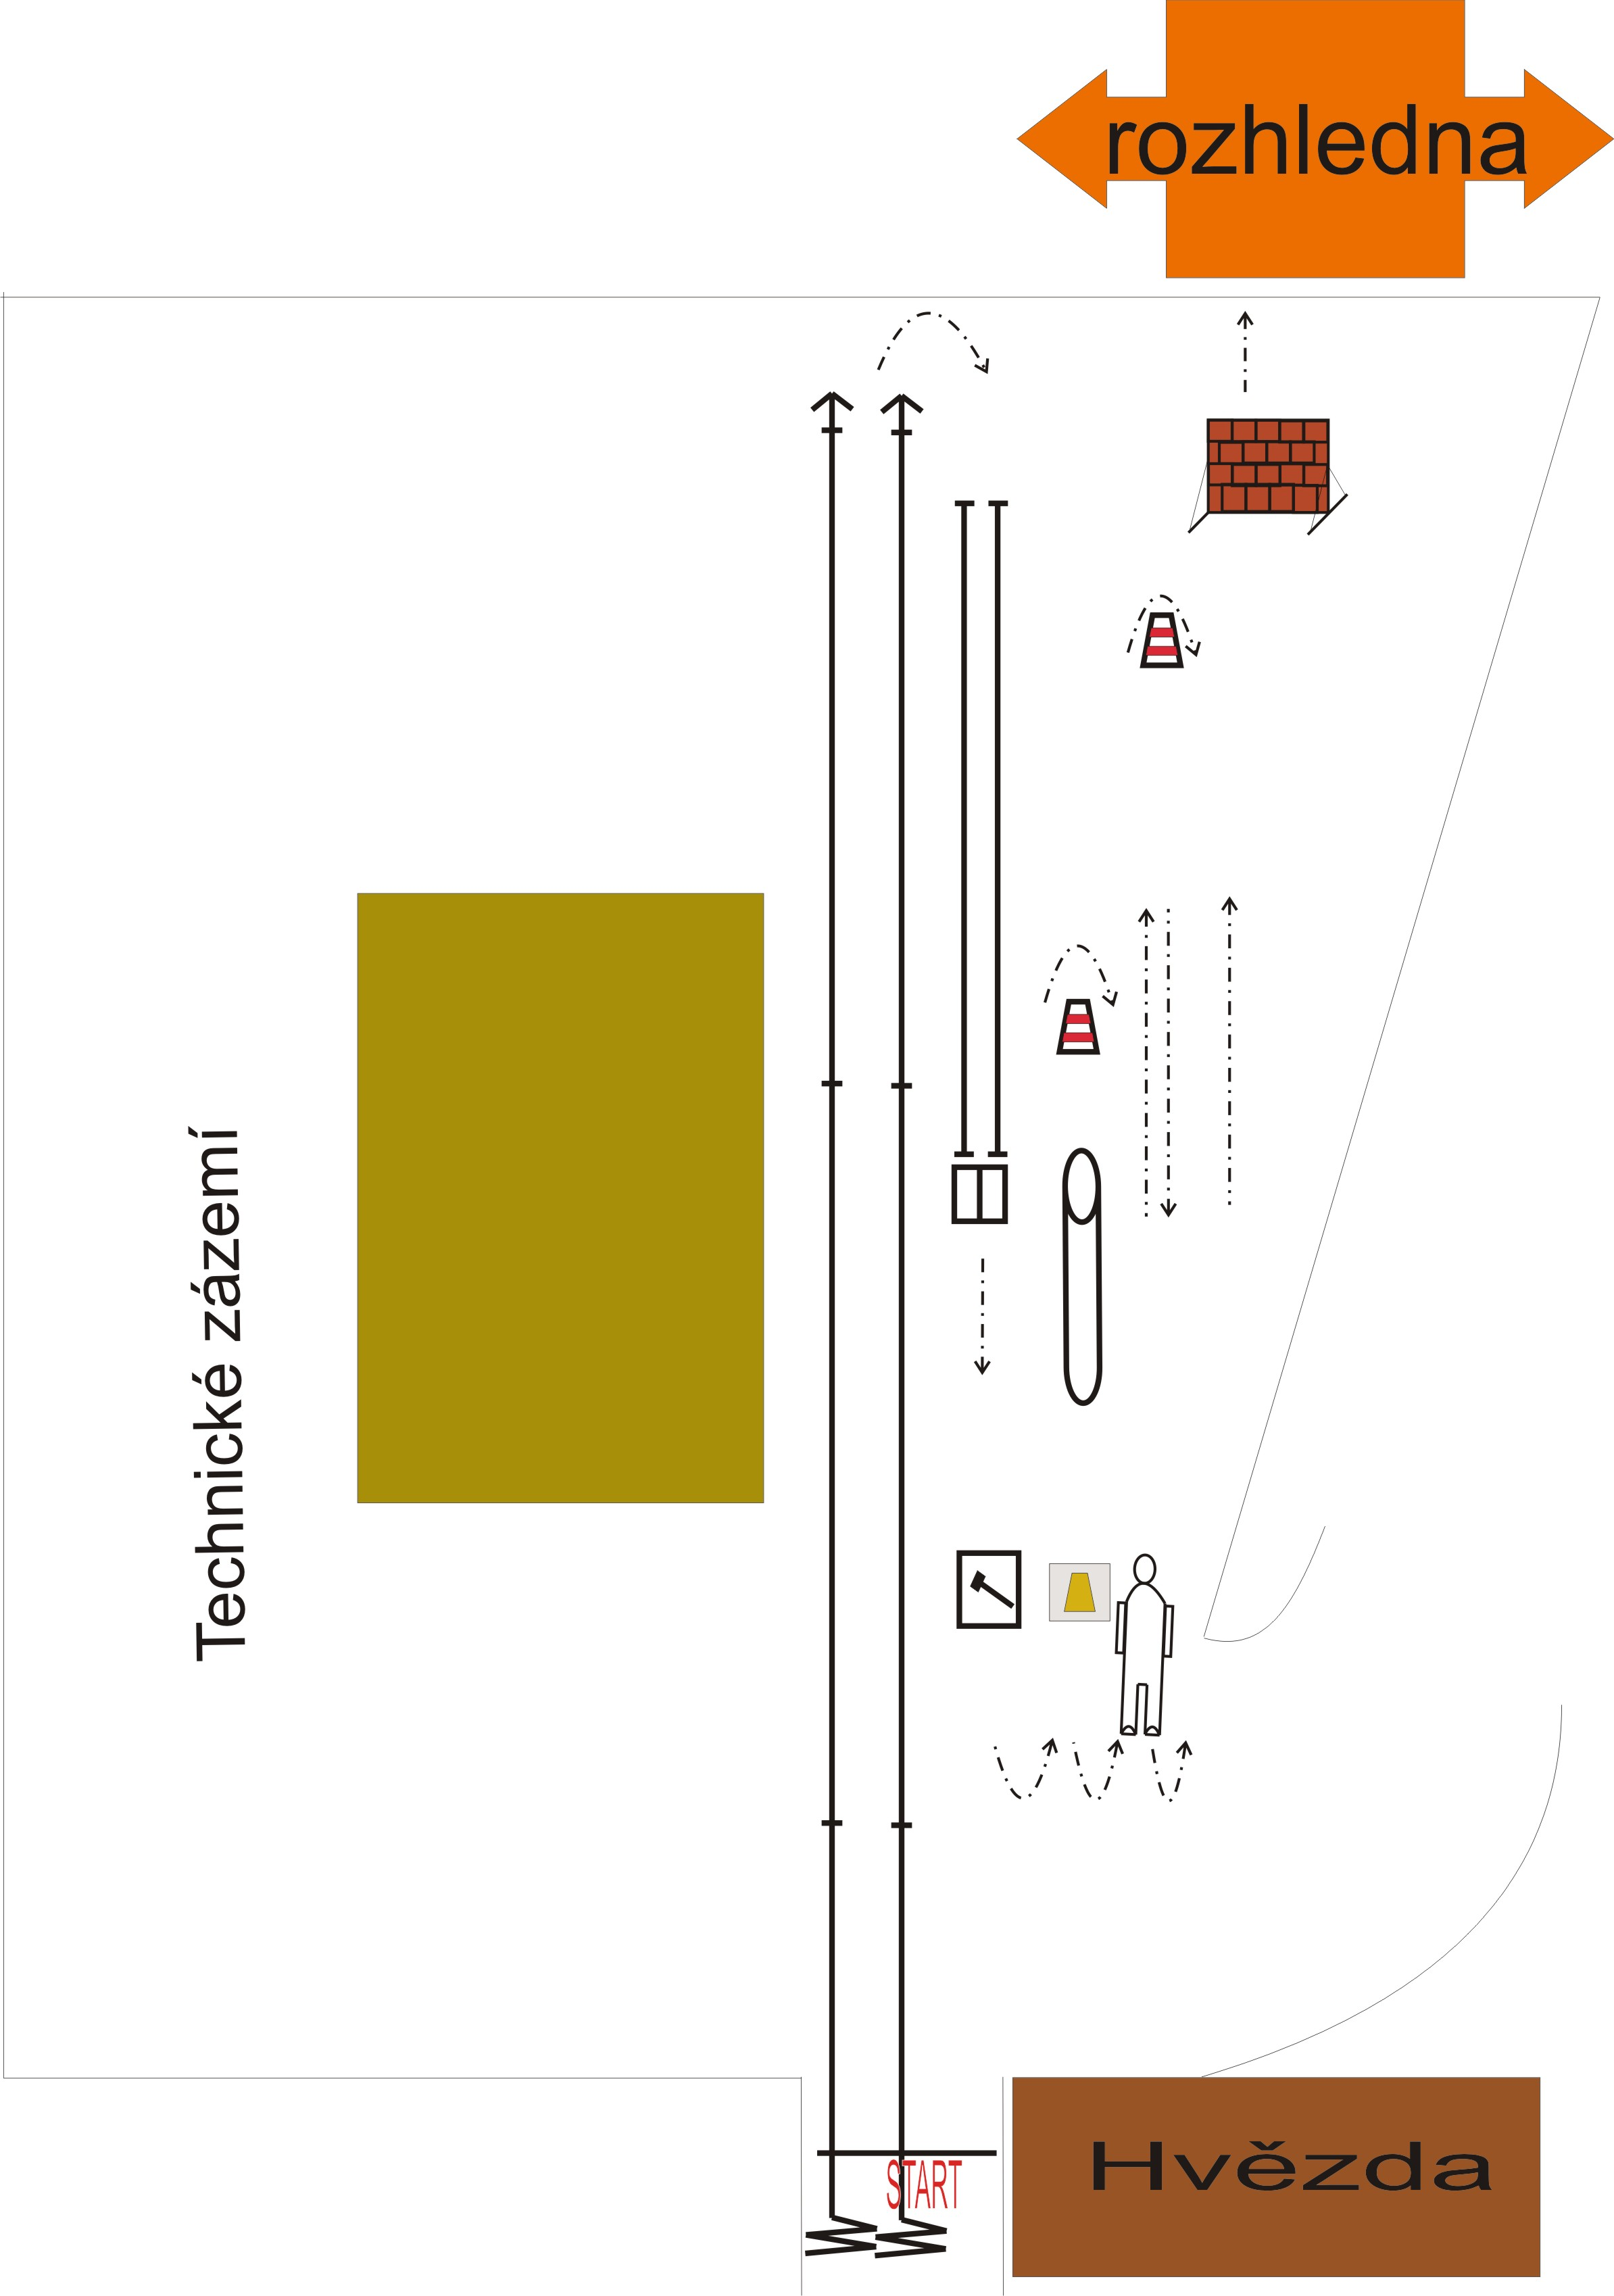 rozhledna
Technické zázemí
START
Hvězda